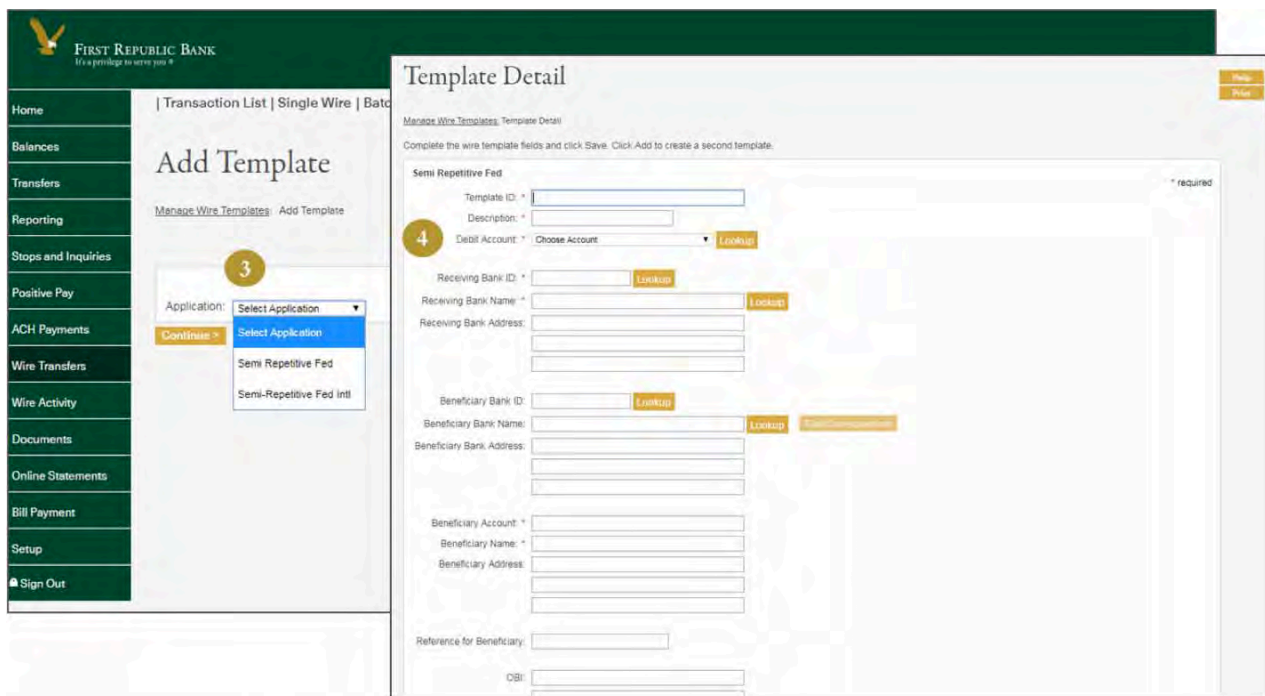 FIRST REPUBLIC BANK
It's a privilege to serve you ®
Home
Balances
Transfers
Reporting
Stops and Inquiries
Positive Pay
ACH Payments
Wire Transfers
Wire Activity
Documents
Online Statements
Bill Payment
Setup
Sign Out
| Transaction List | Single Wire | Batc
Add Template
Manage Wire Templates: Add Template
3
Application: Select Application
Continue >
Select Application
Semi Repetitive Fed
Semi-Repetitive Fed Intl
Template Detail
Help
Print
Manage Wire Templates: Template Detail
Complete the wire template fields and click Save. Click Add to create a second template.
Semi Repetitive Fed
* required
Template ID: *
Description: *
4
Debit Account: * Choose Account Lookup
Receiving Bank ID: * Lookup
Receiving Bank Name: * Lookup
Receiving Bank Address:
Beneficiary Bank ID: Lookup
Beneficiary Bank Name: Lookup
Beneficiary Bank Address:
Beneficiary Account: *
Beneficiary Name: *
Beneficiary Address:
Reference for Beneficiary:
OBI: